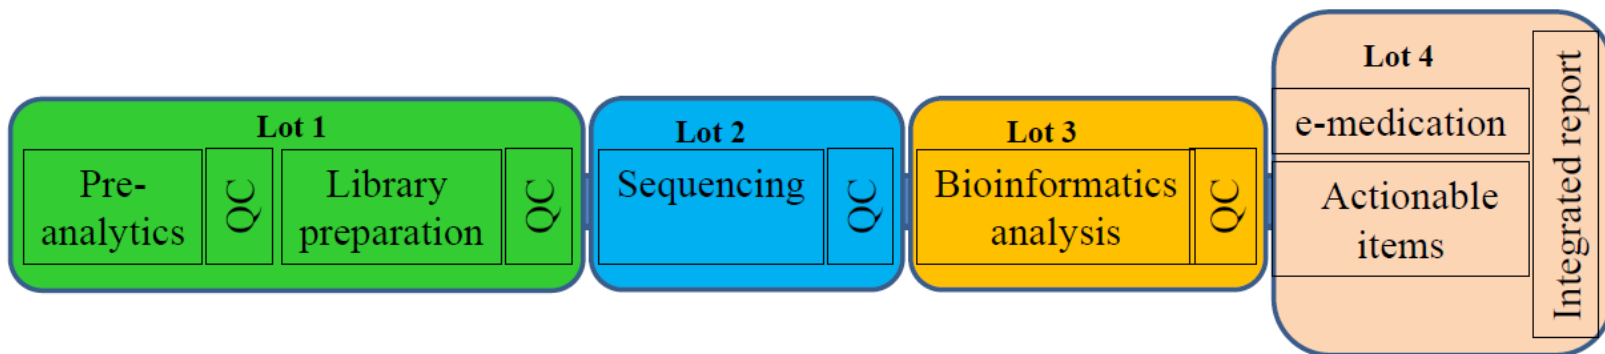 Lot 1
Pre-
analytics
QC
Library
preparation
QC
Lot 2
Sequencing
QC
Lot 3
Bioinformatics
analysis
QC
Lot 4
e-medication
Actionable
items
Integrated report